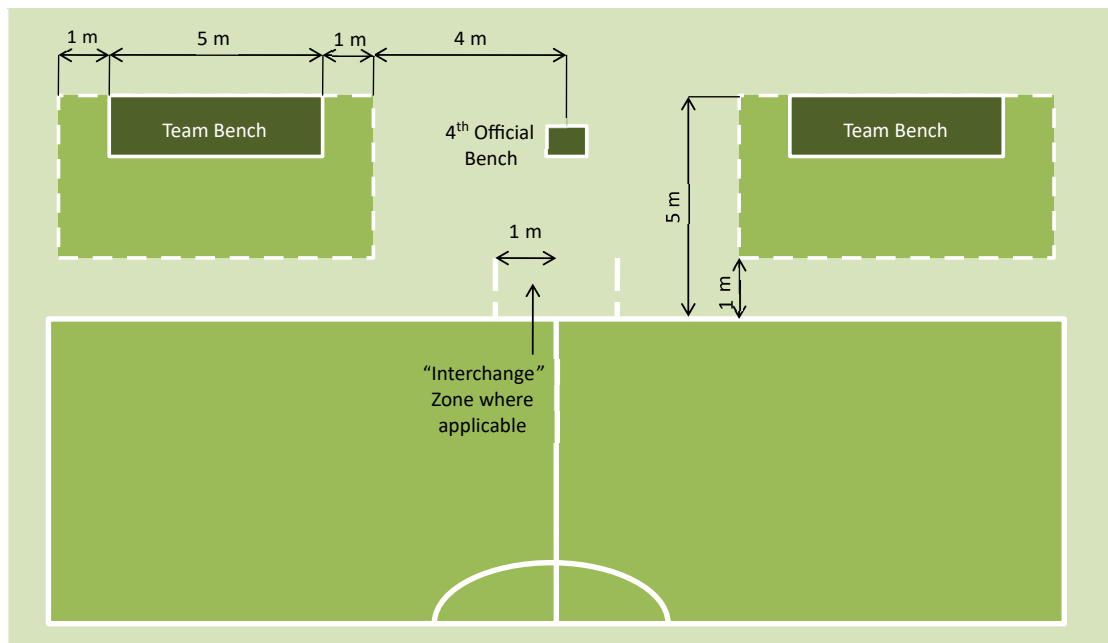 1 m
5 m
1 m
4 m
Team Bench
4th Official
Bench
Team Bench
5 m
1 m
1 m
“Interchange”
Zone where
applicable